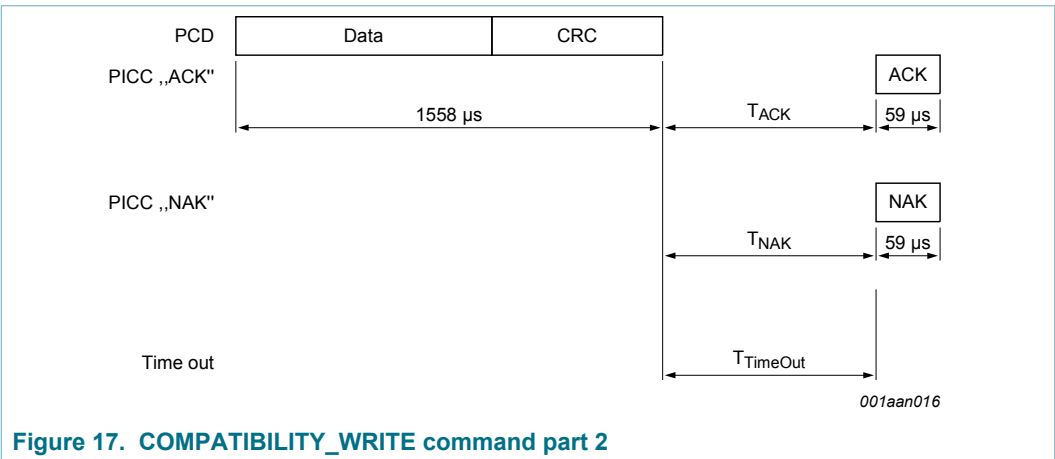 PCD Data CRC
PICC ,,ACK'' ACK
1558 µs TACK 59 µs
PICC ,,NAK'' NAK
TNAK 59 µs
Time out TTimeOut
001aan016
Figure 17. COMPATIBILITY_WRITE command part 2